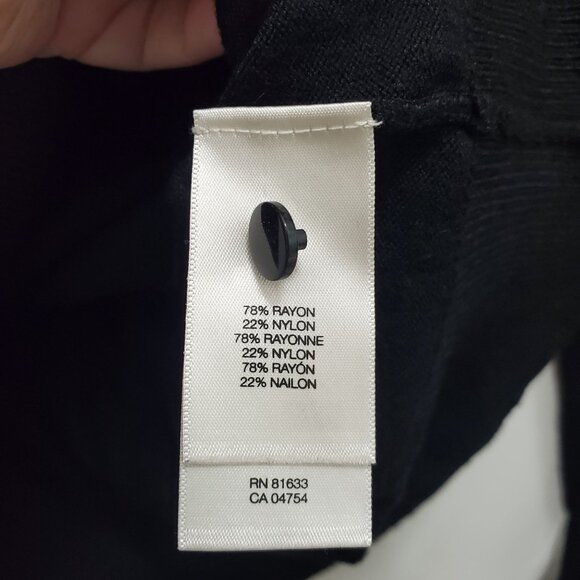 78% RAYON
22% NYLON
78% RAYONNE
22% NYLON
78% RAYÓN
22% NAILON
RN 81633
CA 04754